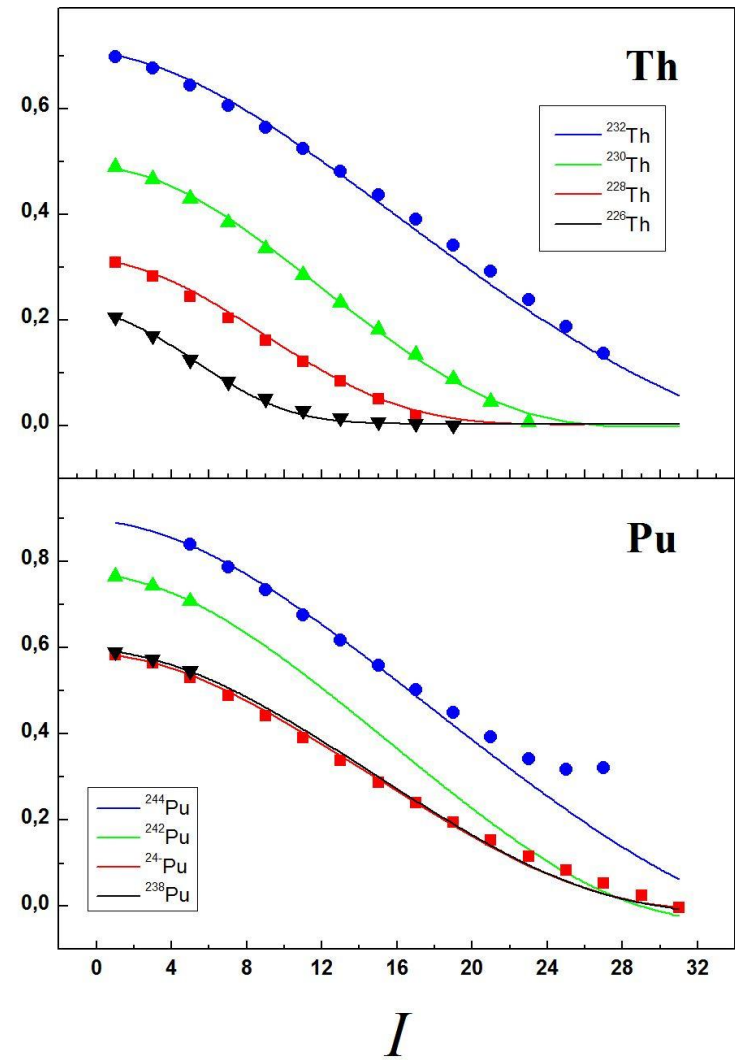 Th
0,6
0,4
0,2
0,0
²³²Th
²³⁰Th
²²⁸Th
²²⁶Th
Pu
0,8
0,6
0,4
0,2
0,0
²⁴⁴Pu
²⁴²Pu
²⁴⁻Pu
²³⁸Pu
0 4 8 12 16 20 24 28 32
I